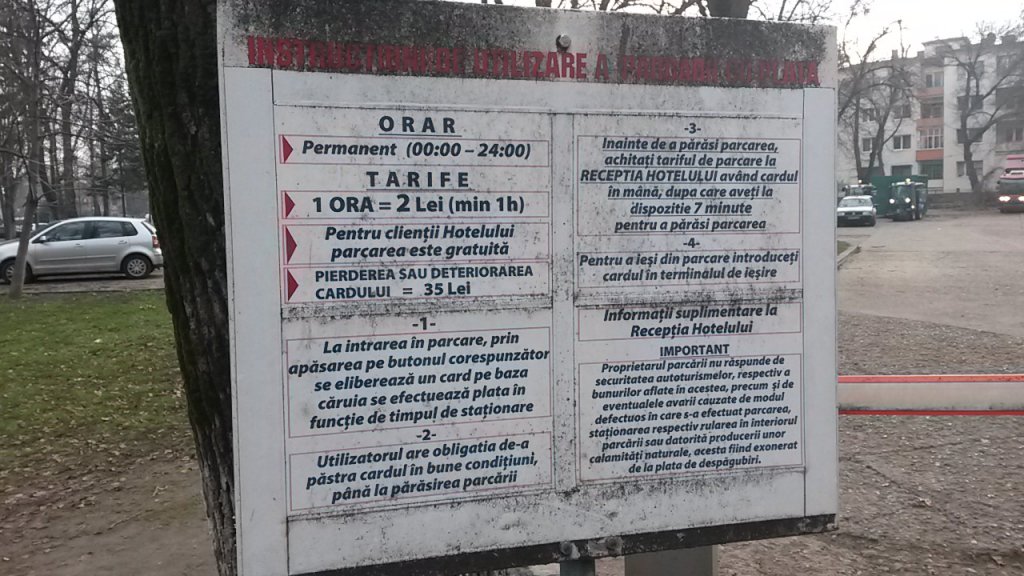 INSTRUCTIUNI DE UTILIZARE A PARCARII CU PLATA
ORAR
Permanent (00:00 – 24:00)
TARIFE
1 ORA = 2 Lei (min 1h)
Pentru clienții Hotelului
parcarea este gratuită
PIERDEREA SAU DETERIORAREA
CARDULUI = 35 Lei
-1-
La intrarea în parcare, prin
apăsarea pe butonul corespunzător
se eliberează un card pe baza
căruia se efectuează plata în
funcție de timpul de staționare
-2-
Utilizatorul are obligatia de-a
păstra cardul în bune condițiuni,
până la părăsirea parcării
-3-
Inainte de a părăsi parcarea,
achitați tariful de parcare la
RECEPTIA HOTELULUI având cardul
în mână, dupa care aveți la
dispozitie 7 minute
pentru a părăsi parcarea
-4-
Pentru a ieși din parcare introduceți
cardul în terminalul de ieșire
Informații suplimentare la
Recepția Hotelului
IMPORTANT
Proprietarul parcării nu răspunde de
securitatea autoturismelor, respectiv a
bunurilor aflate în acestea, precum și de
eventualele avarii cauzate de modul
defectuos în care s-a efectuat parcarea,
staționarea respectiv rularea în interiorul
parcării sau datorită producerii unor
calamități naturale, acesta fiind exonerat
de la plata de despăgubiri.